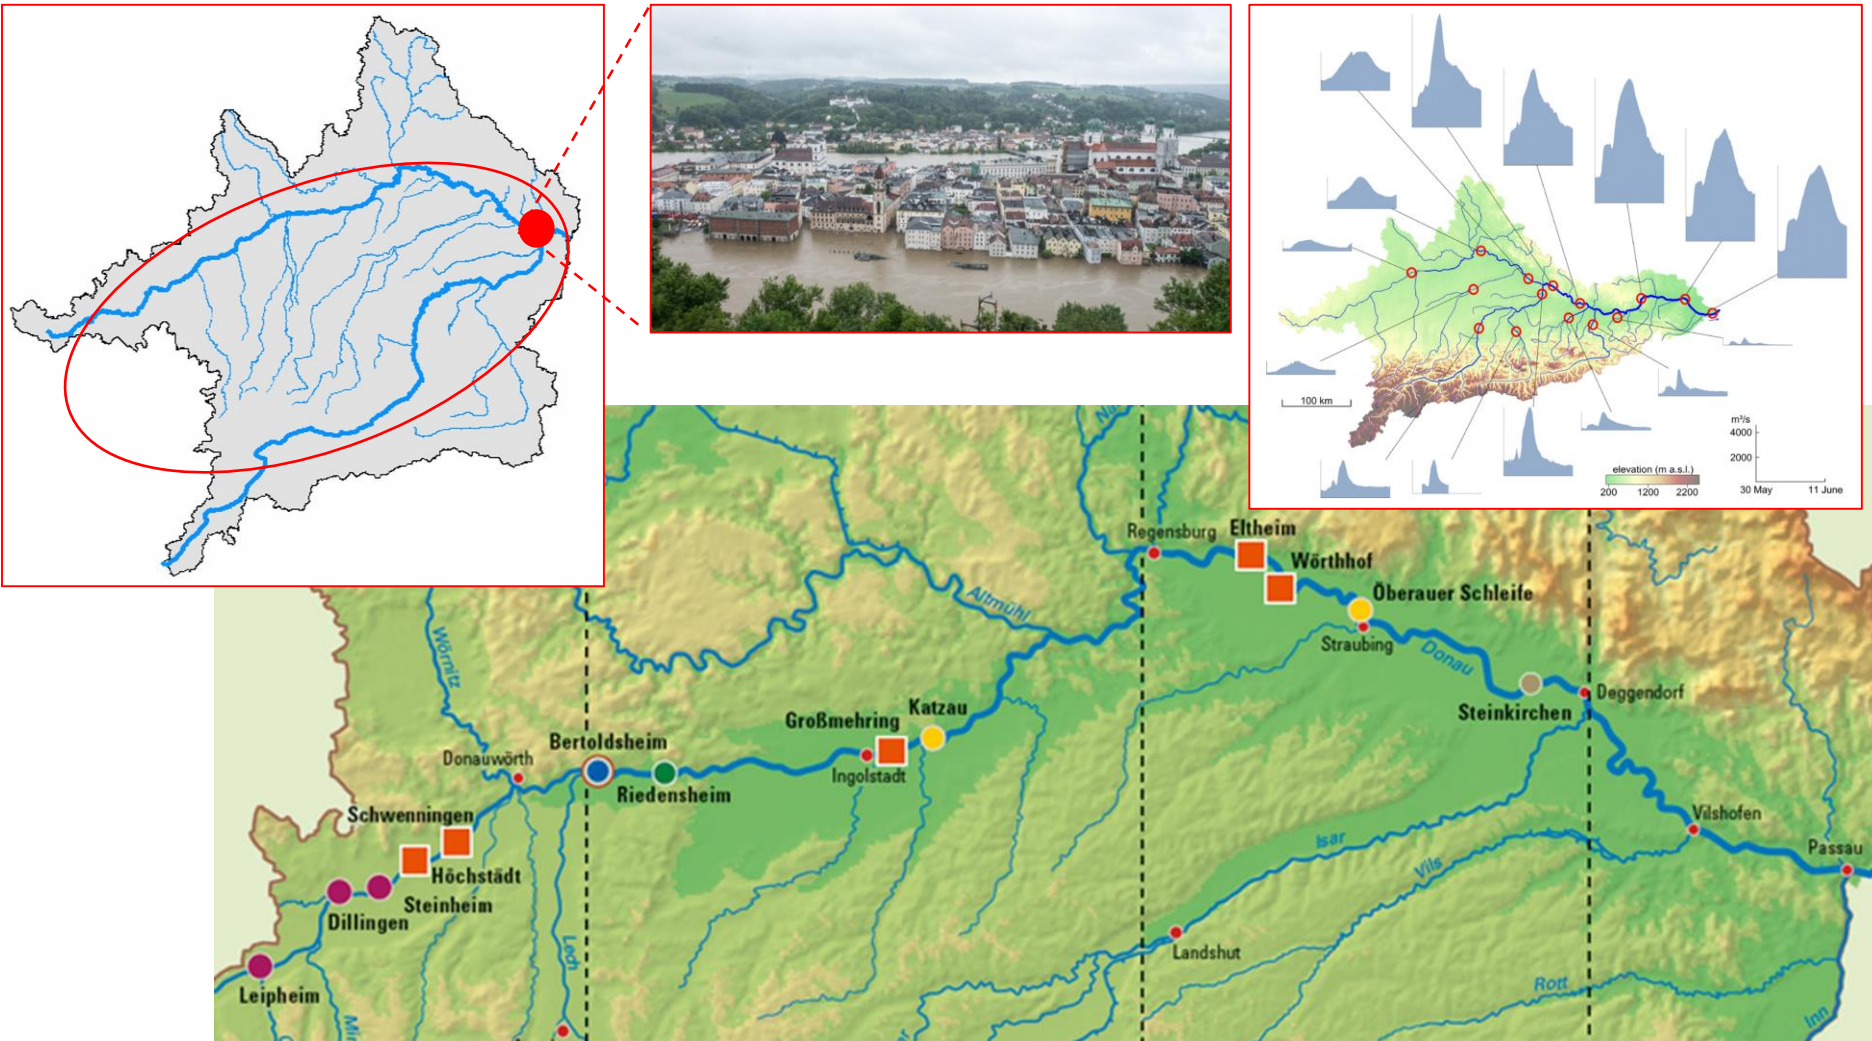 100 km
elevation (m a.s.l.)
200 1200 2200
m³/s
4000
2000
30 May 11 June
Regensburg
Eltheim
Wörthhof
Öberauer Schleife
Straubing
Donau
Altmühl
Wörnitz
Steinkirchen
Deggendorf
Großmehring
Katzau
Ingolstadt
Bertoldsheim
Riedensheim
Donauwörth
Schwenningen
Höchstädt
Steinheim
Dillingen
Leipheim
Lech
Isar
Vils
Vilshofen
Passau
Landshut
Rott
Inn